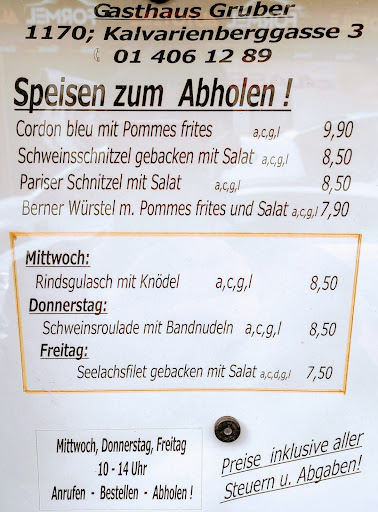 Gasthaus Gruber
1170; Kalvarienberggasse 3
✆ 01 406 12 89
Speisen zum Abholen !
Cordon bleu mit Pommes frites a,c,g,l 9,90
Schweinsschnitzel gebacken mit Salat a,c,g,l 8,50
Pariser Schnitzel mit Salat a,c,g,l 8,50
Berner Würstel m. Pommes frites und Salat a,c,g,l 7,90
Mittwoch:
Rindsgulasch mit Knödel a,c,g,l 8,50
Donnerstag:
Schweinsroulade mit Bandnudeln a,c,g,l 8,50
Freitag:
Seelachsfilet gebacken mit Salat a,c,d,g,l 7,50
Mittwoch, Donnerstag, Freitag
10 - 14 Uhr
Anrufen - Bestellen - Abholen !
Preise inklusive aller
Steuern u. Abgaben!